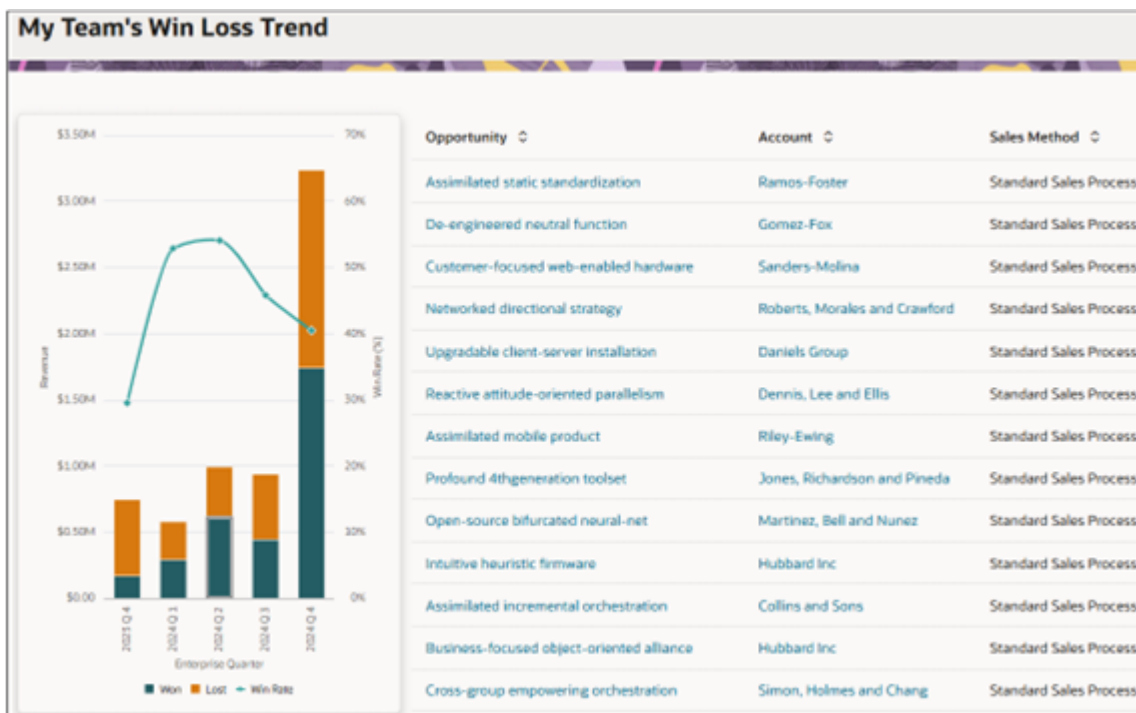 My Team's Win Loss Trend
$3.50M
$3.00M
$2.50M
$2.00M
$1.50M
$1.00M
$0.50M
$0.00
Revenue
70%
60%
50%
40%
30%
20%
10%
0%
Win Rate (%)
2023 Q 4
2024 Q 1
2024 Q 2
2024 Q 3
2024 Q 4
Enterprise Quarter
Won Lost Win Rate
Opportunity Account Sales Method
Assimilated static standardization Ramos-Foster Standard Sales Process
De-engineered neutral function Gomez-Fox Standard Sales Process
Customer-focused web-enabled hardware Sanders-Molina Standard Sales Process
Networked directional strategy Roberts, Morales and Crawford Standard Sales Process
Upgradable client-server installation Daniels Group Standard Sales Process
Reactive attitude-oriented parallelism Dennis, Lee and Ellis Standard Sales Process
Assimilated mobile product Riley-Ewing Standard Sales Process
Profound 4thgeneration toolset Jones, Richardson and Pineda Standard Sales Process
Open-source bifurcated neural-net Martinez, Bell and Nunez Standard Sales Process
Intuitive heuristic firmware Hubbard Inc Standard Sales Process
Assimilated incremental orchestration Collins and Sons Standard Sales Process
Business-focused object-oriented alliance Hubbard Inc Standard Sales Process
Cross-group empowering orchestration Simon, Holmes and Chang Standard Sales Process